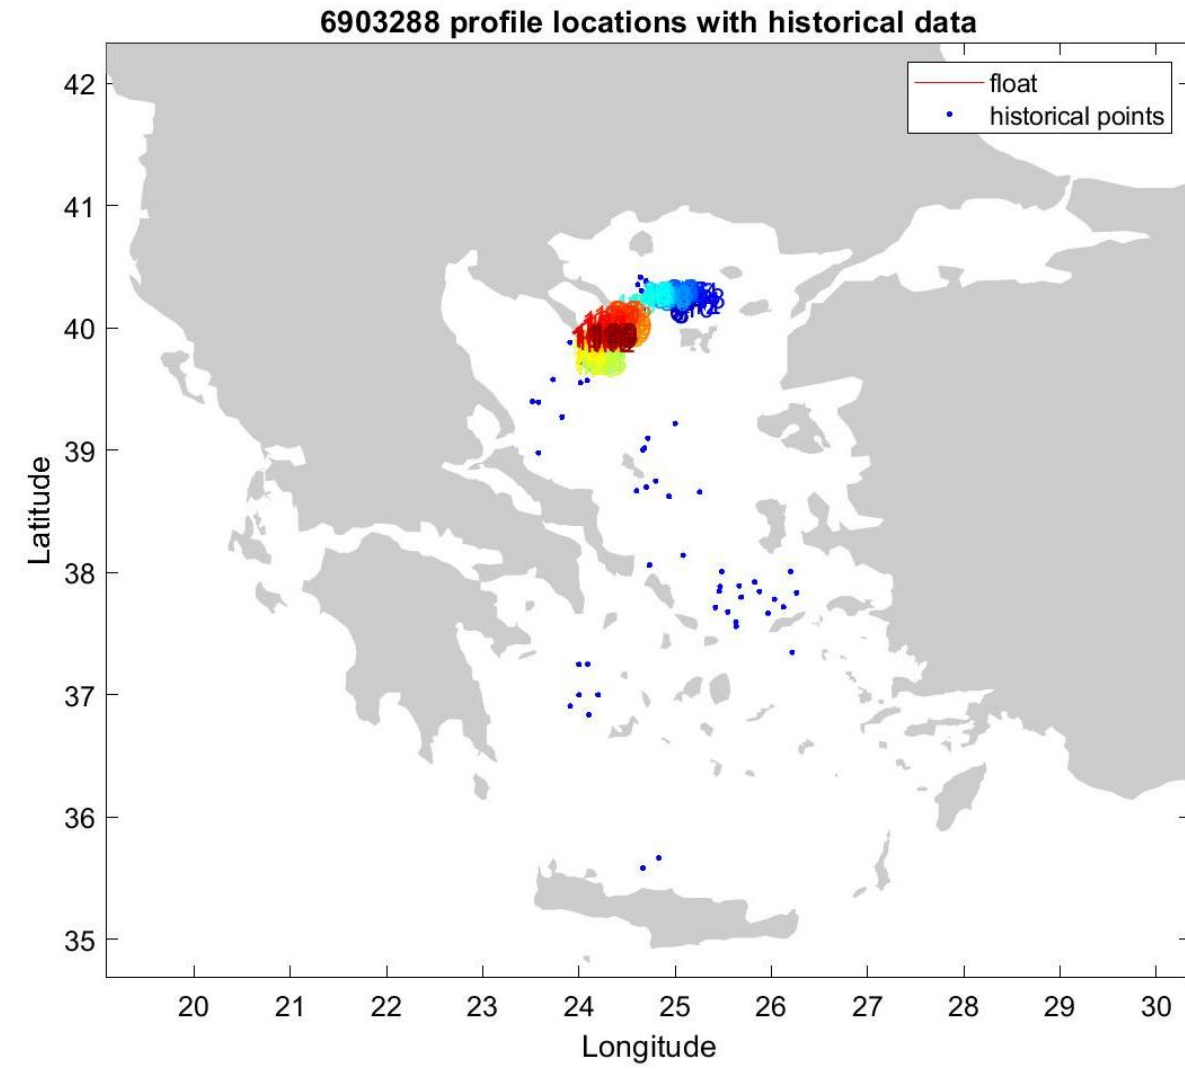 6903288 profile locations with historical data
float
historical points
42
41
40
39
38
37
36
35
Latitude
20 21 22 23 24 25 26 27 28 29 30
Longitude